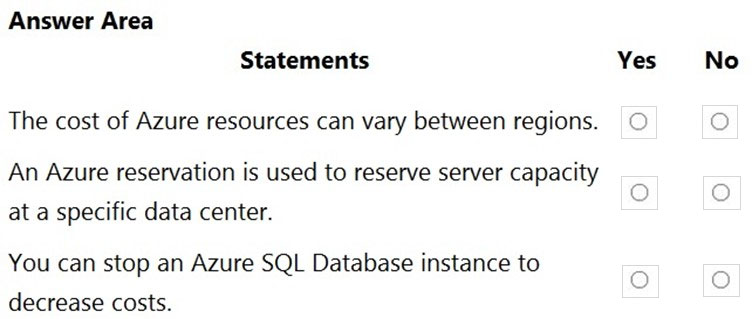 Answer Area
Statements Yes No
The cost of Azure resources can vary between regions.
An Azure reservation is used to reserve server capacity
at a specific data center.
You can stop an Azure SQL Database instance to
decrease costs.